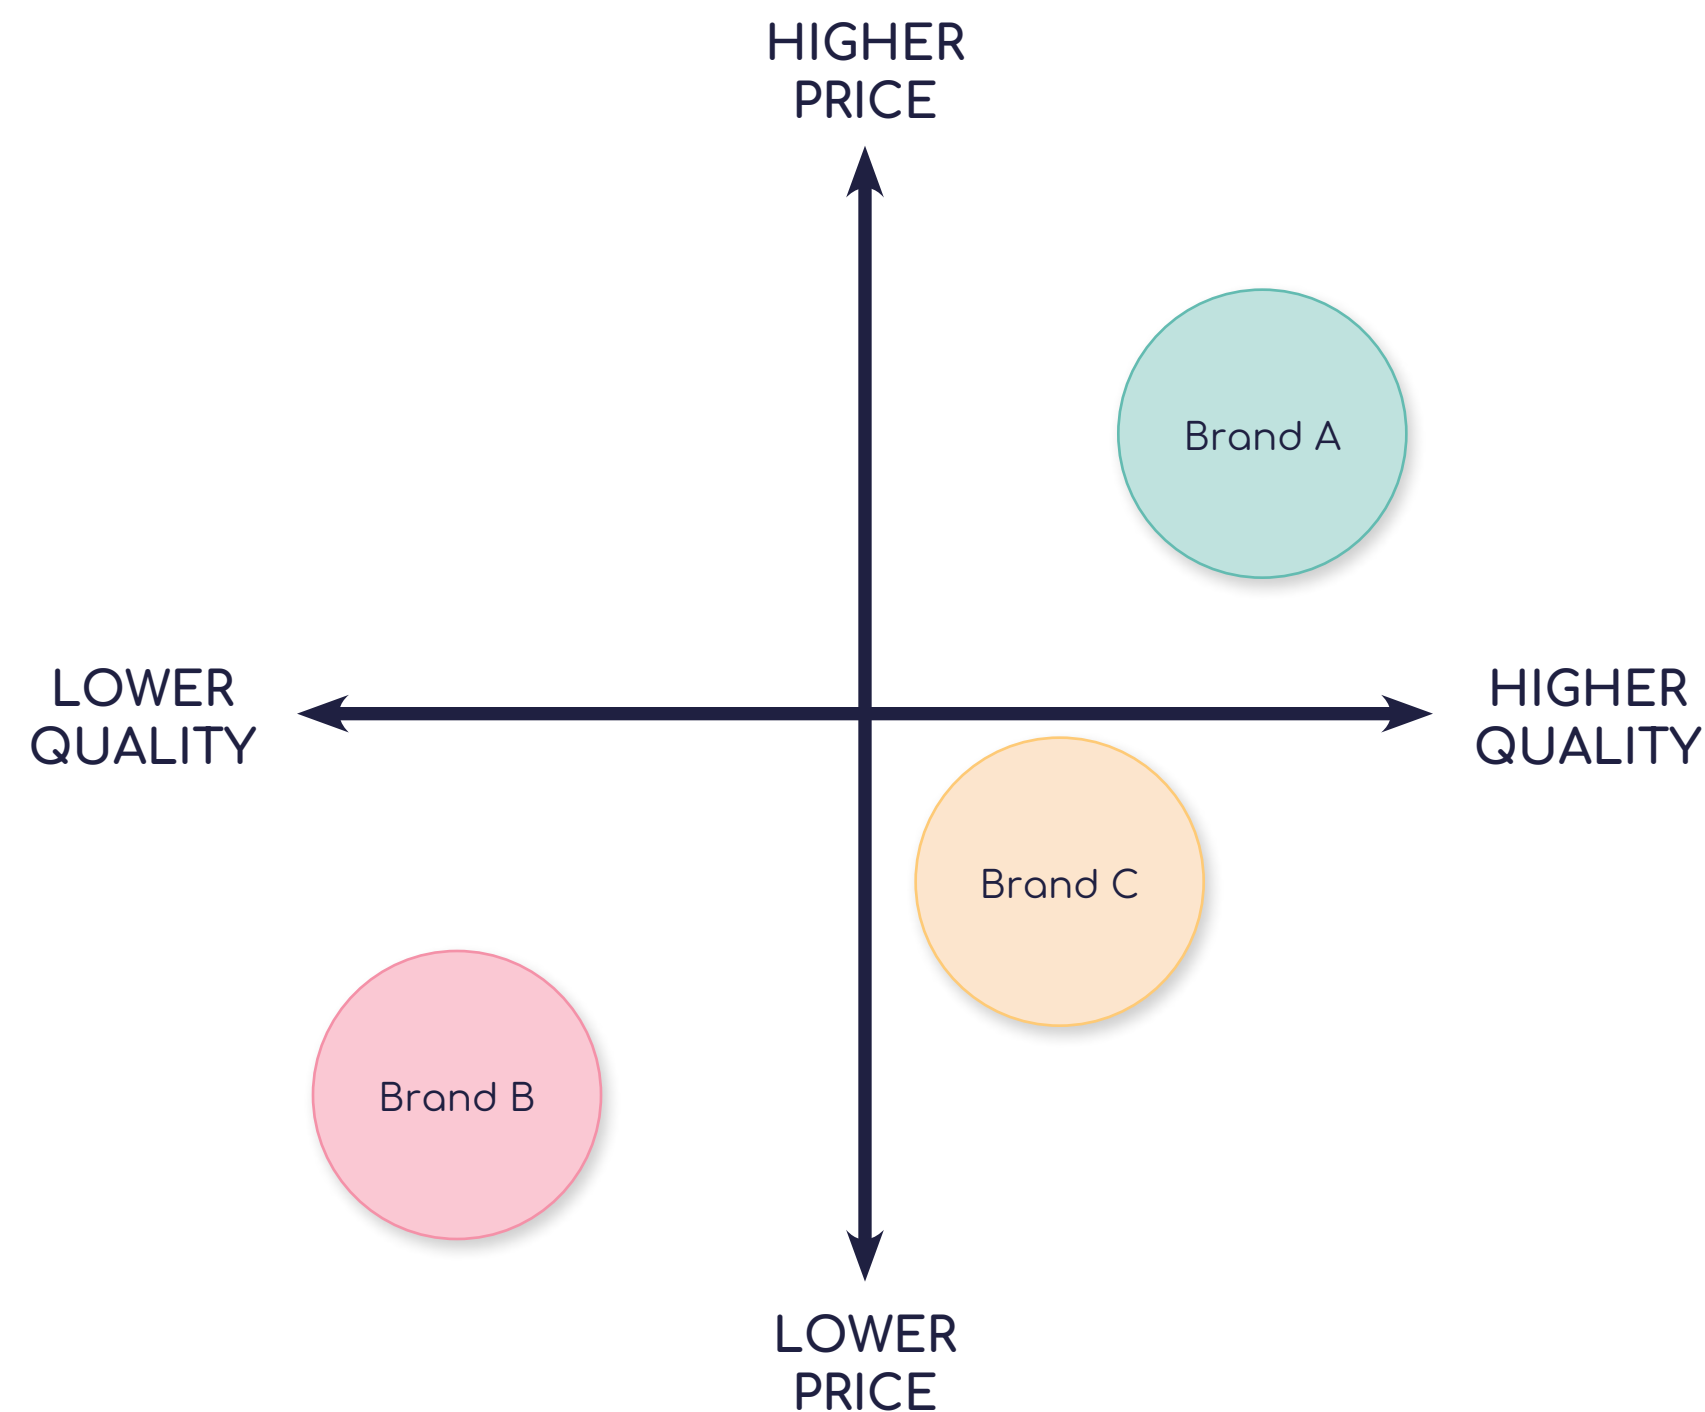 HIGHER
PRICE
Brand A
LOWER
QUALITY
HIGHER
QUALITY
Brand C
Brand B
LOWER
PRICE